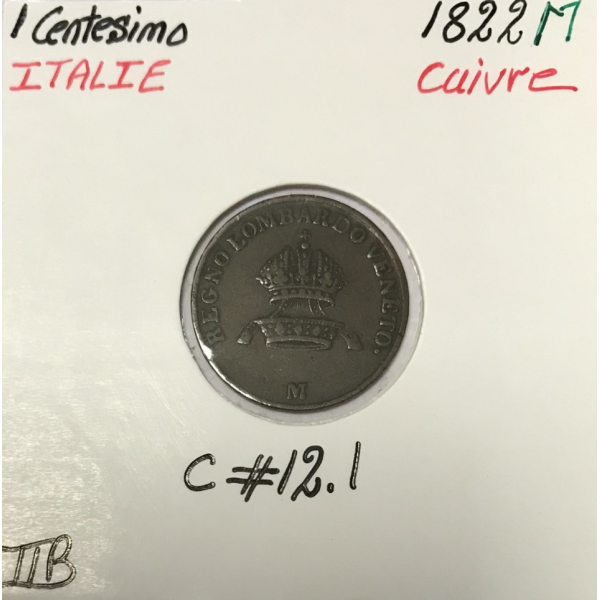 1 Centesimo 1822 M
ITALIE Cuivre
REGNO LOMBARDO VENETO.
M.
C#12.1
TTB